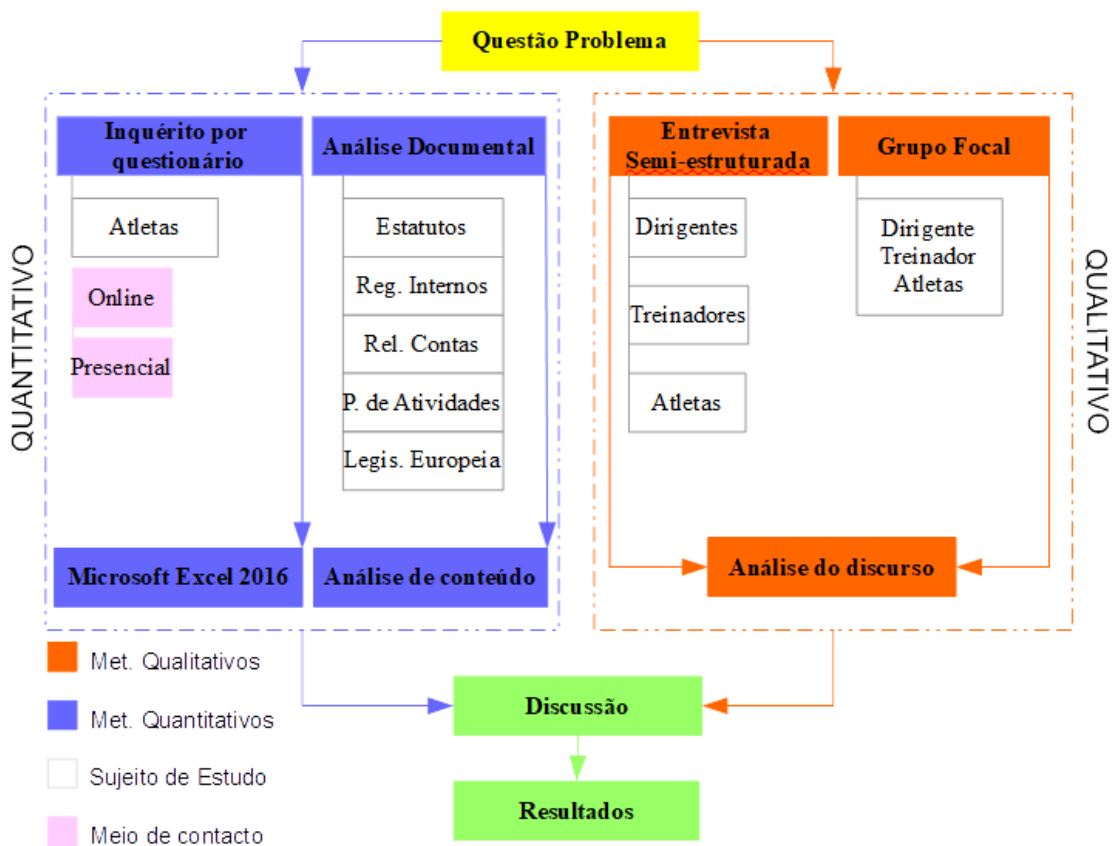 Questão Problema
QUANTITATIVO
Inquérito por
questionário
Atletas
Online
Presencial
Microsoft Excel 2016
Análise Documental
Estatutos
Reg. Internos
Rel. Contas
P. de Atividades
Legis. Europeia
Análise de conteúdo
Entrevista
Semi-estruturada
Dirigentes
Treinadores
Atletas
Grupo Focal
Dirigente
Treinador
Atletas
Análise do discurso
QUALITATIVO
Discussão
Resultados
Met. Qualitativos
Met. Quantitativos
Sujeito de Estudo
Meio de contacto